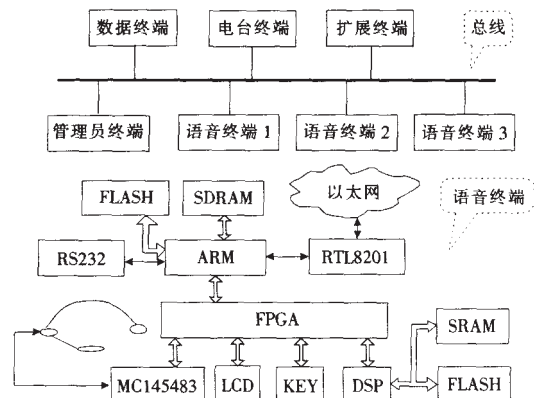 数据终端 电台终端 扩展终端 总线
管理员终端 语音终端1 语音终端2 语音终端3
FLASH SDRAM 以太网 语音终端
RS232 ARM RTL8201
FPGA
SRAM
MC145483 LCD KEY DSP FLASH